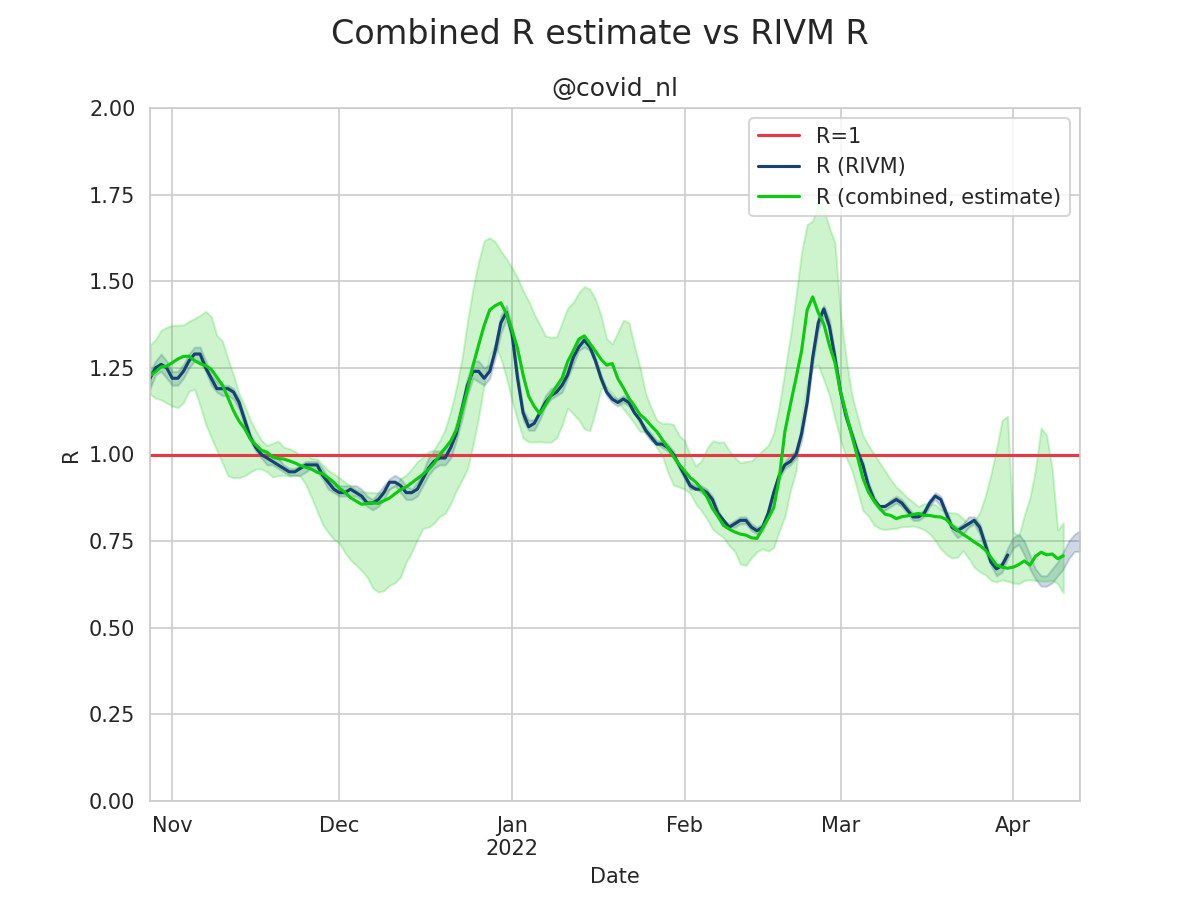 Combined R estimate vs RIVM R
@covid_nl
2.00
1.75
1.50
1.25
1.00
0.75
0.50
0.25
0.00
R
R=1
R (RIVM)
R (combined, estimate)
Nov Dec Jan Feb Mar Apr
2022
Date